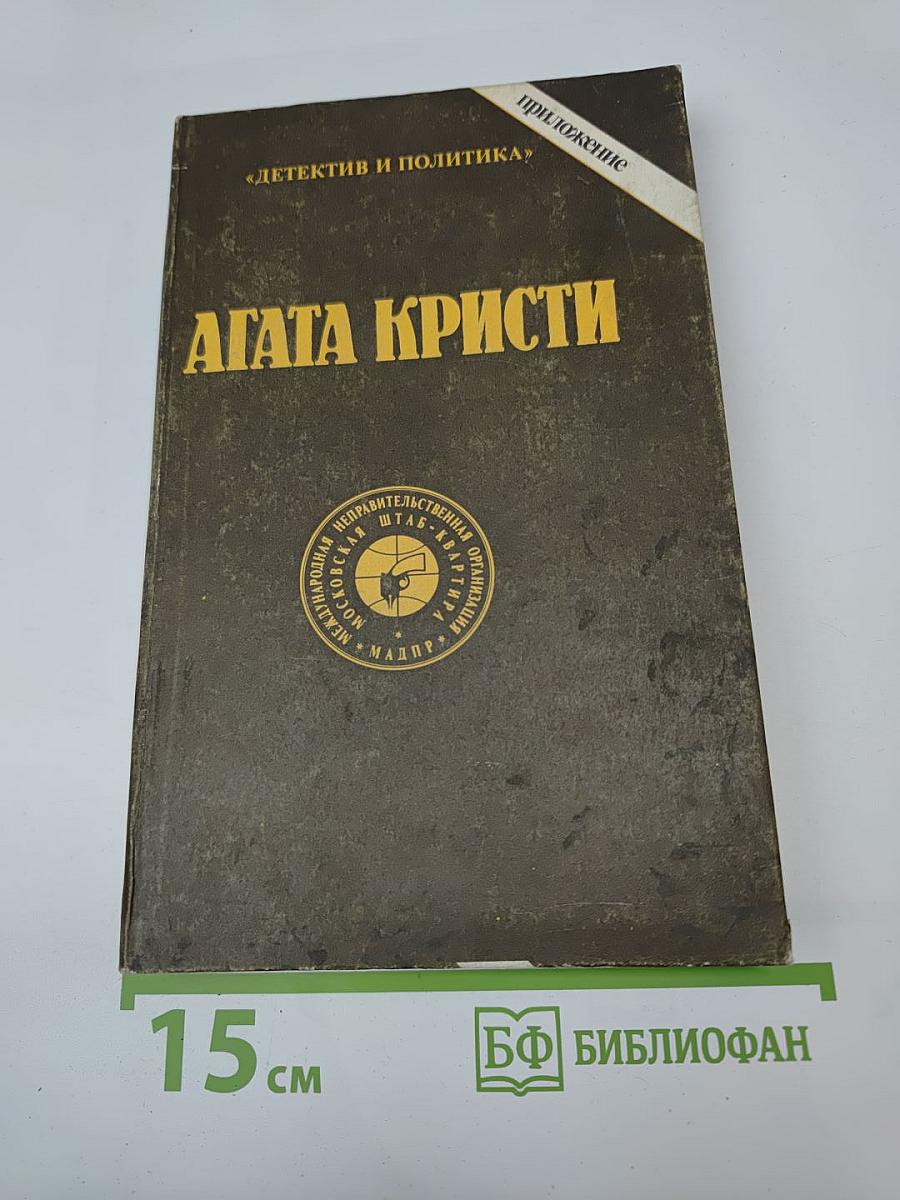 приложение
«ДЕТЕКТИВ И ПОЛИТИКА»
АГАТА КРИСТИ
МЕЖДУНАРОДНАЯ НЕПРАВИТЕЛЬСТВЕННАЯ ОРГАНИЗАЦИЯ
МОСКОВСКАЯ ШТАБ-КВАРТИРА
* МАДПР *
15 см
БФ БИБЛИОФАН